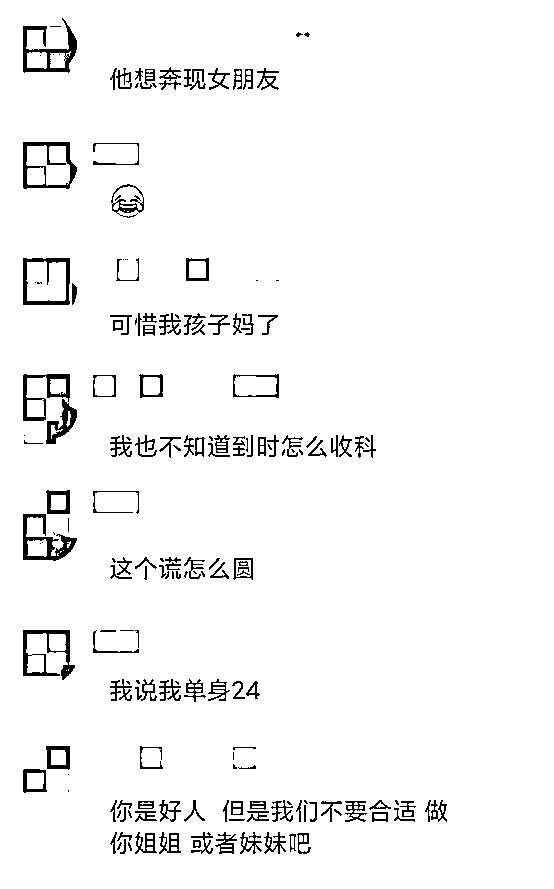 他想奔现女朋友
可惜我孩子妈了
我也不知道到时怎么收科
这个谎怎么圆
我说我单身24
你是好人 但是我们不要合适 做
你姐姐 或者妹妹吧